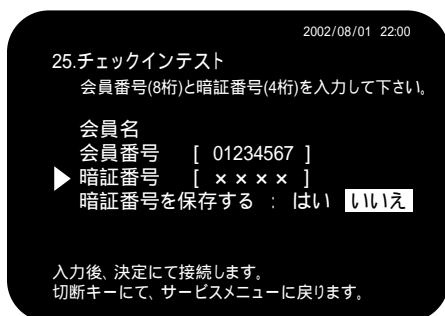 2002/08/01 22:00
25.チェックインテスト
会員番号(8桁)と暗証番号(4桁)を入力して下さい。
会員名
会員番号 [ 01234567 ]
▶ 暗証番号 [ ×××× ]
暗証番号を保存する : はい いいえ
入力後、決定にて接続します。
切断キーにて、サービスメニューに戻ります。